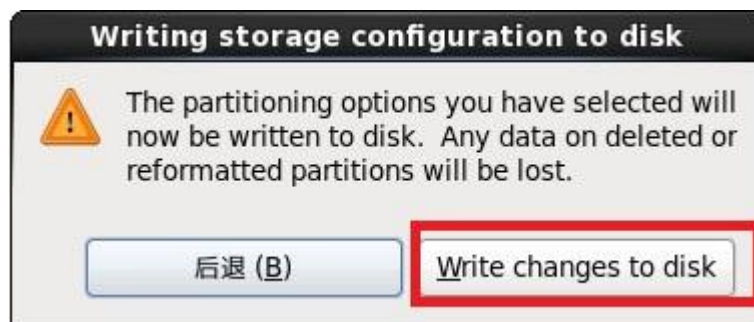 Writing storage configuration to disk
The partitioning options you have selected will
now be written to disk.  Any data on deleted or
reformatted partitions will be lost.
后退 (B)
Write changes to disk